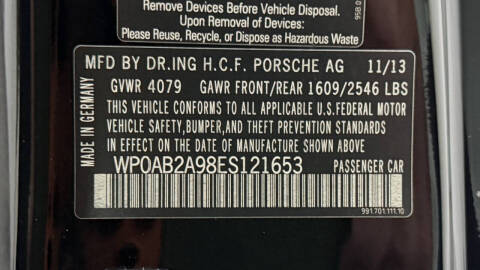 Remove Devices Before Vehicle Disposal.
Upon Removal of Devices:
Please Reuse, Recycle, or Dispose as Hazardous Waste
958.0
MFD BY DR.ING H.C.F. PORSCHE AG 11/13
GVWR 4079 GAWR FRONT/REAR 1609/2546 LBS
THIS VEHICLE CONFORMS TO ALL APPLICABLE U.S.FEDERAL MOTOR
VEHICLE SAFETY,BUMPER,AND THEFT PREVENTION STANDARDS
IN EFFECT ON THE DATE OF MANUFACTURE SHOWN ABOVE
MADE IN GERMANY
WP0AB2A98ES121653 PASSENGER CAR
991.701.111.10